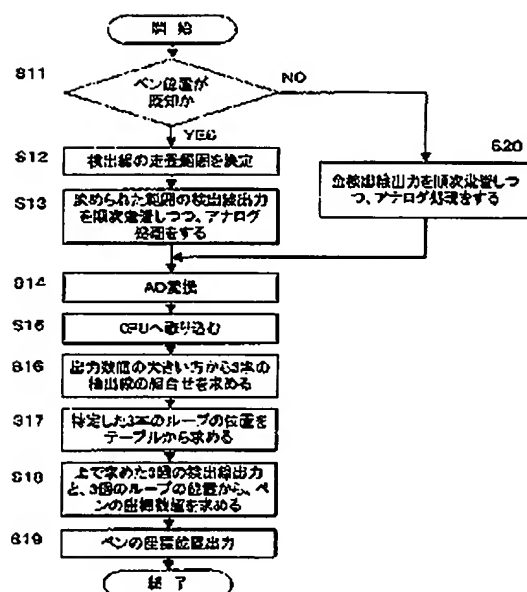 開始
S11
ペン位置が
既知か
NO
YES
S12
検出線の走査範囲を決定
S20
全検出線出力を順次走査しつ
つ、アナログ処理をする
S13
決められた範囲の検出線出力
を順次走査しつつ、アナログ
処理をする
S14
AD変換
S15
CPUへ取り込む
S16
出力数値の大きい方から3本の
検出線の組合せを求める
S17
特定した3本のループの位置を
テーブルから求める
S18
上で求めた3個の検出線出力
と、3個のループの位置から、ペ
ンの座標数値を求める
S19
ペンの座標位置出力
終了